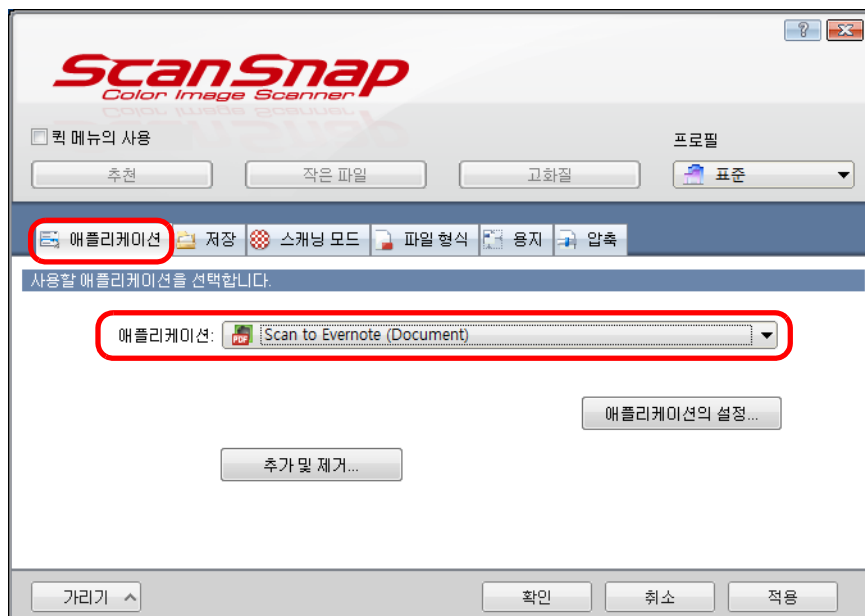 ScanSnap
Color Image Scanner
퀵 메뉴의 사용
프로필
추천 작은 파일 고화질 표준
애플리케이션 저장 스캐닝 모드 파일 형식 용지 압축
사용할 애플리케이션을 선택합니다.
애플리케이션: PDF Scan to Evernote (Document)
애플리케이션의 설정...
추가 및 제거...
가리기 확인 취소 적용